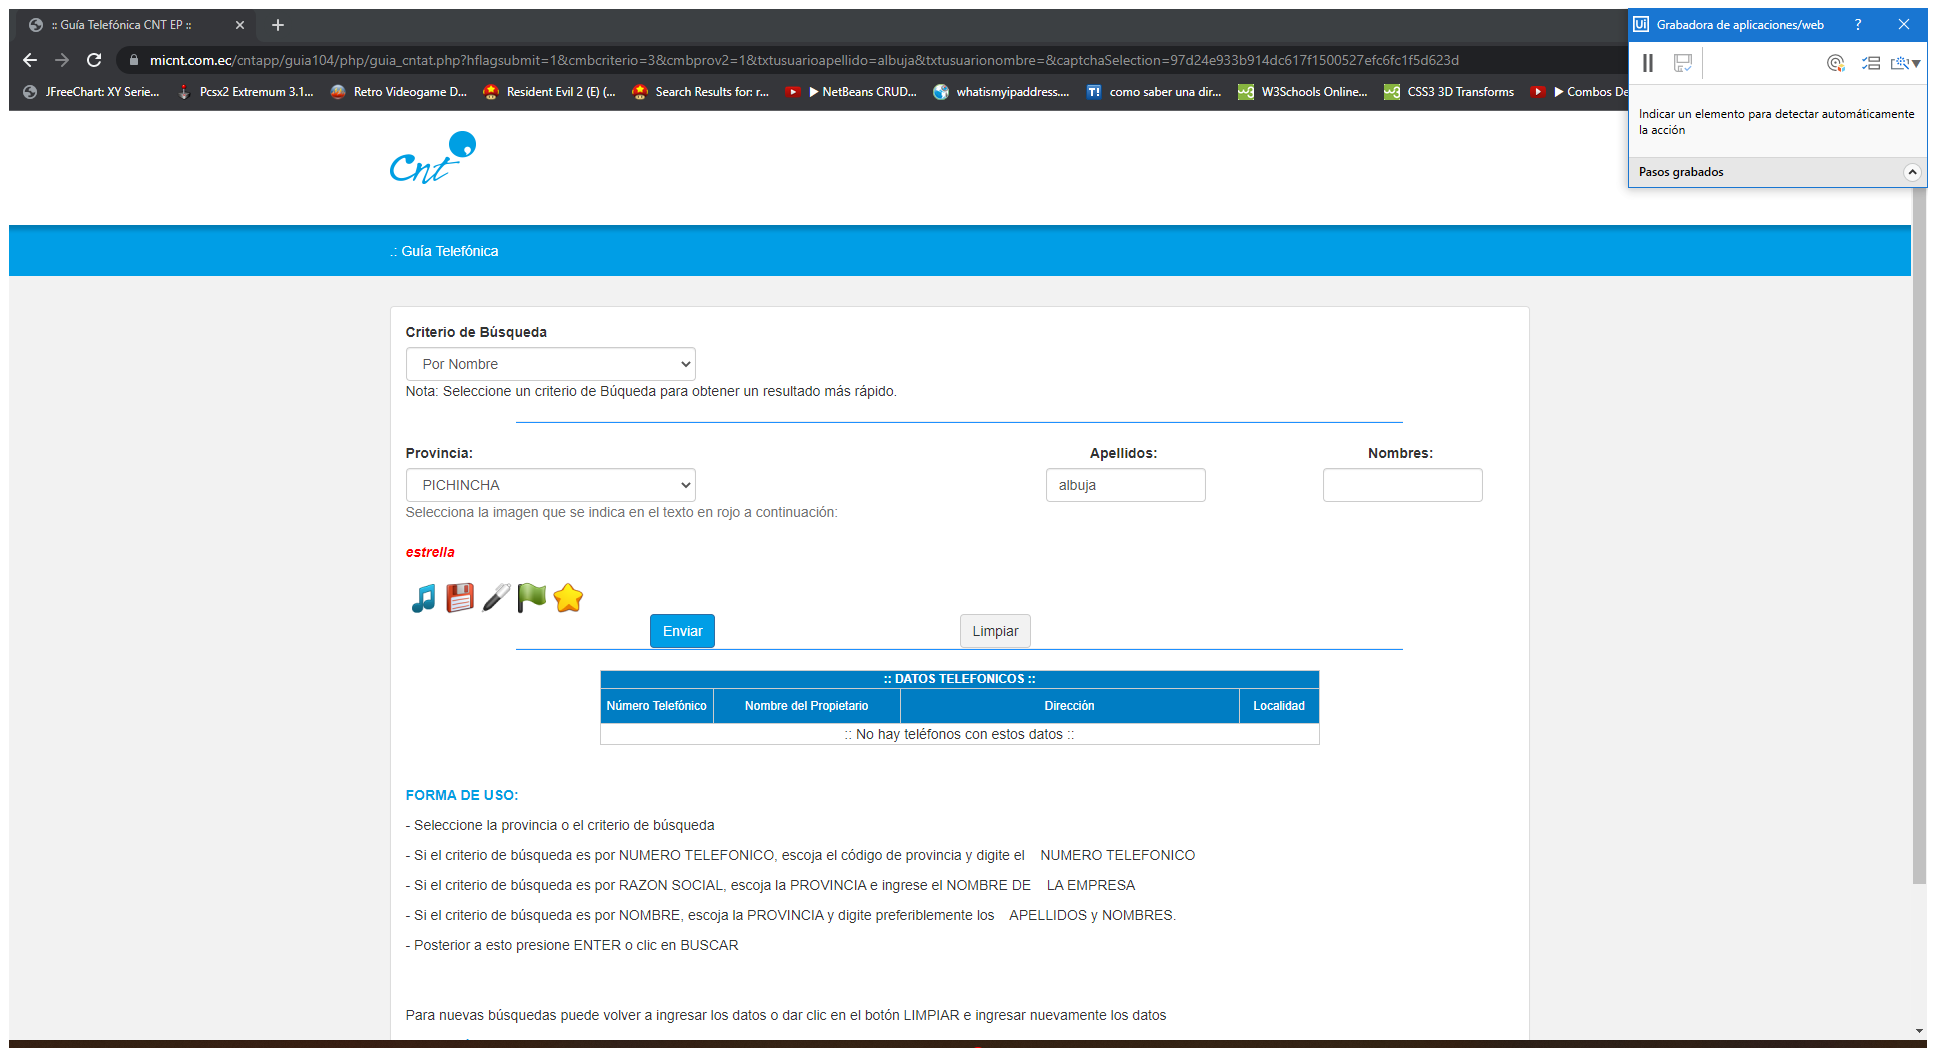 :: Guía Telefónica CNT EP ::
Ui Grabadora de aplicaciones/web ?
micnt.com.ec/cntapp/guia104/php/guia_cntat.php?hflagsubmit=1&cmbcriterio=3&cmbprov2=1&txtusuarioapellido=albuja&txtusuarionombre=&captchaSelection=97d24e933b914dc617f1500527efc6fc1f5d623d
JFreeChart: XY Serie... Pcsx2 Extremum 3.1... Retro Videogame D... Resident Evil 2 (E) (... Search Results for: r... ▶ NetBeans CRUD... whatismyipaddress.... T! como saber una dir... W3Schools Online... CSS3 3D Transforms ▶ Combos De
Indicar un elemento para detectar automáticamente
la acción
Pasos grabados
Cnt
.: Guía Telefónica
Criterio de Búsqueda
Por Nombre
Nota: Seleccione un criterio de Búqueda para obtener un resultado más rápido.
Provincia: Apellidos: Nombres:
PICHINCHA albuja
Selecciona la imagen que se indica en el texto en rojo a continuación:
estrella
Enviar Limpiar
:: DATOS TELEFONICOS ::
Número Telefónico Nombre del Propietario Dirección Localidad
:: No hay teléfonos con estos datos ::
FORMA DE USO:
- Seleccione la provincia o el criterio de búsqueda
- Si el criterio de búsqueda es por NUMERO TELEFONICO, escoja el código de provincia y digite el NUMERO TELEFONICO
- Si el criterio de búsqueda es por RAZON SOCIAL, escoja la PROVINCIA e ingrese el NOMBRE DE LA EMPRESA
- Si el criterio de búsqueda es por NOMBRE, escoja la PROVINCIA y digite preferiblemente los APELLIDOS y NOMBRES.
- Posterior a esto presione ENTER o clic en BUSCAR
Para nuevas búsquedas puede volver a ingresar los datos o dar clic en el botón LIMPIAR e ingresar nuevamente los datos